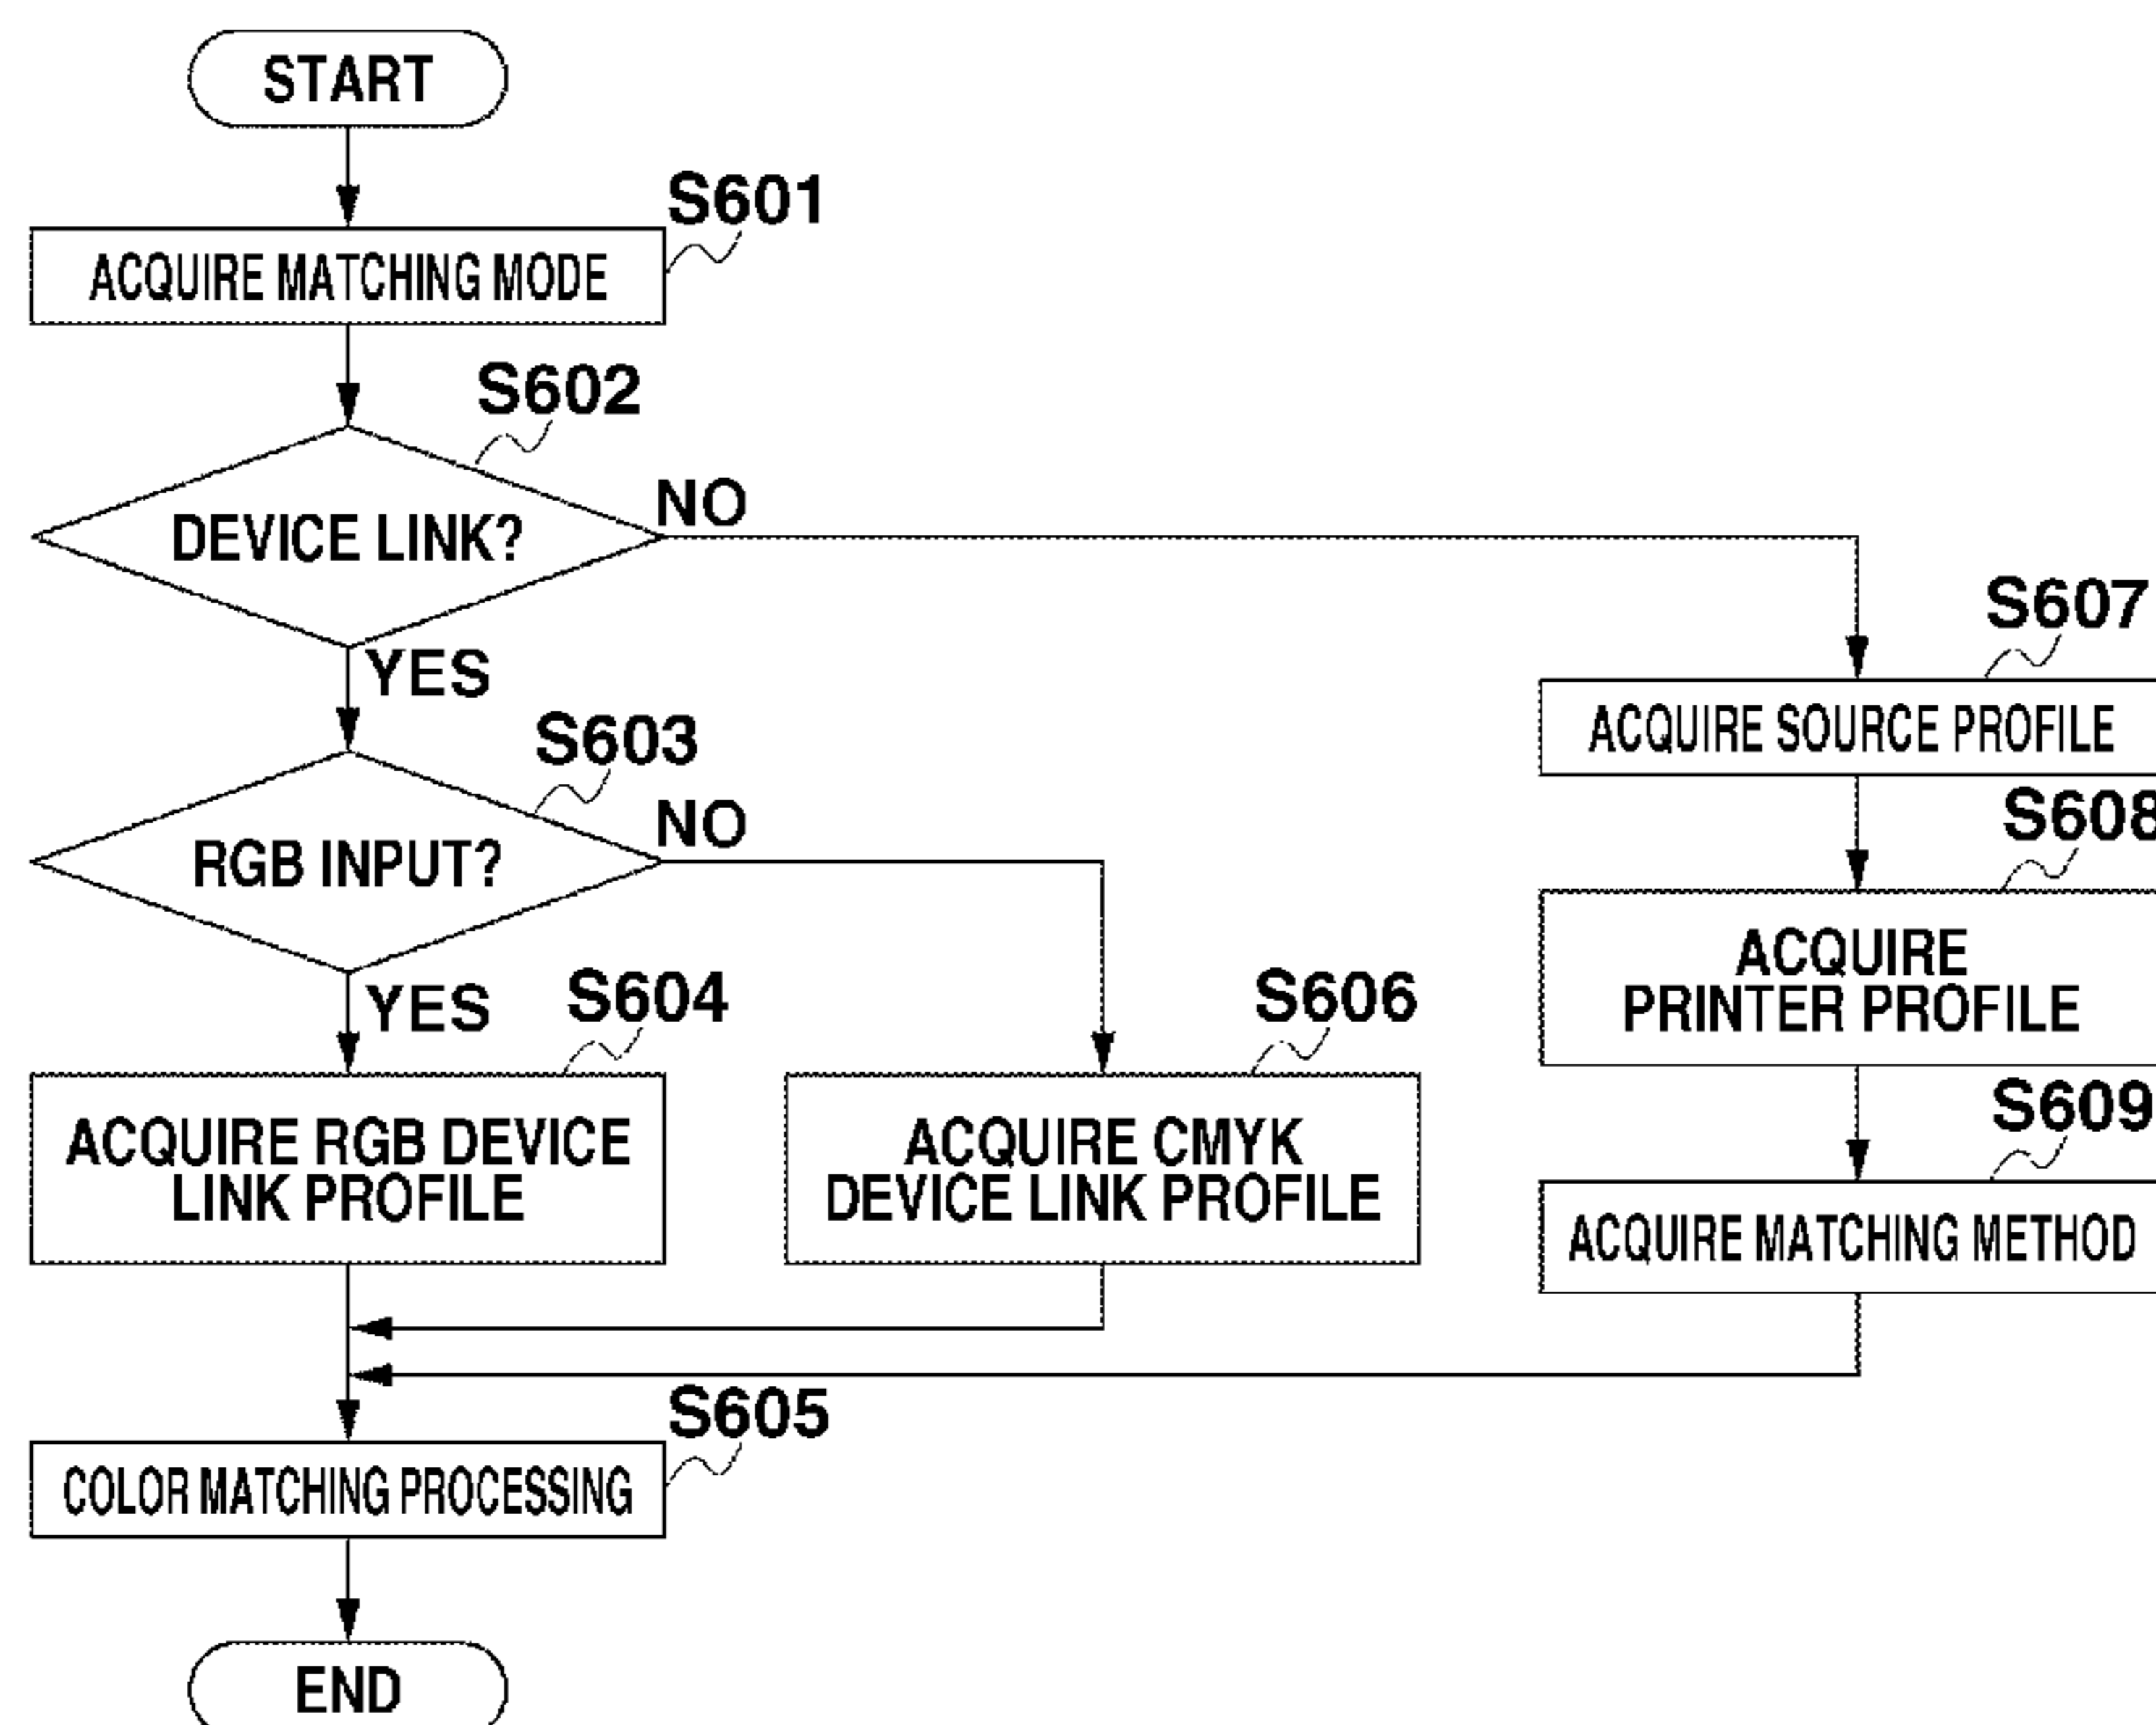 START
S601
ACQUIRE MATCHING MODE
S602
DEVICE LINK?
NO
YES
S607
ACQUIRE SOURCE PROFILE
S603
RGB INPUT?
NO
YES
S608
ACQUIRE
PRINTER PROFILE
S604
ACQUIRE RGB DEVICE
LINK PROFILE
S606
ACQUIRE CMYK
DEVICE LINK PROFILE
S609
ACQUIRE MATCHING METHOD
S605
COLOR MATCHING PROCESSING
END